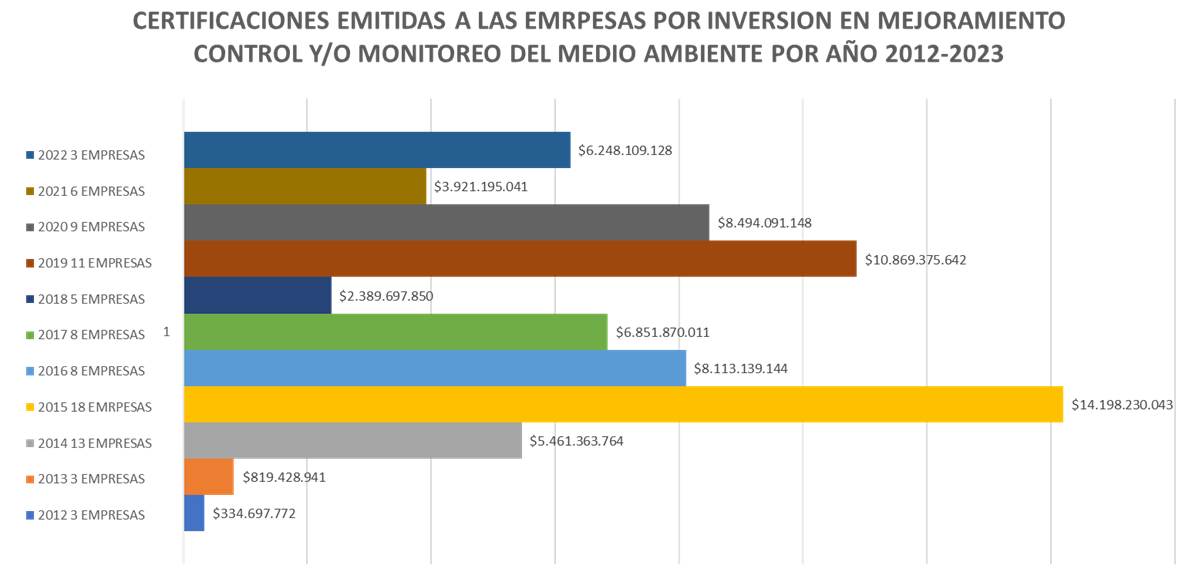 CERTIFICACIONES EMITIDAS A LAS EMRPESAS POR INVERSION EN MEJORAMIENTO
CONTROL Y/O MONITOREO DEL MEDIO AMBIENTE POR AÑO 2012-2023
2022 3 EMPRESAS $6.248.109.128
2021 6 EMPRESAS $3.921.195.041
2020 9 EMPRESAS $8.494.091.148
2019 11 EMPRESAS $10.869.375.642
2018 5 EMPRESAS $2.389.697.850
2017 8 EMPRESAS 1 $6.851.870.011
2016 8 EMPRESAS $8.113.139.144
2015 18 EMRPESAS $14.198.230.043
2014 13 EMPRESAS $5.461.363.764
2013 3 EMPRESAS $819.428.941
2012 3 EMPRESAS $334.697.772